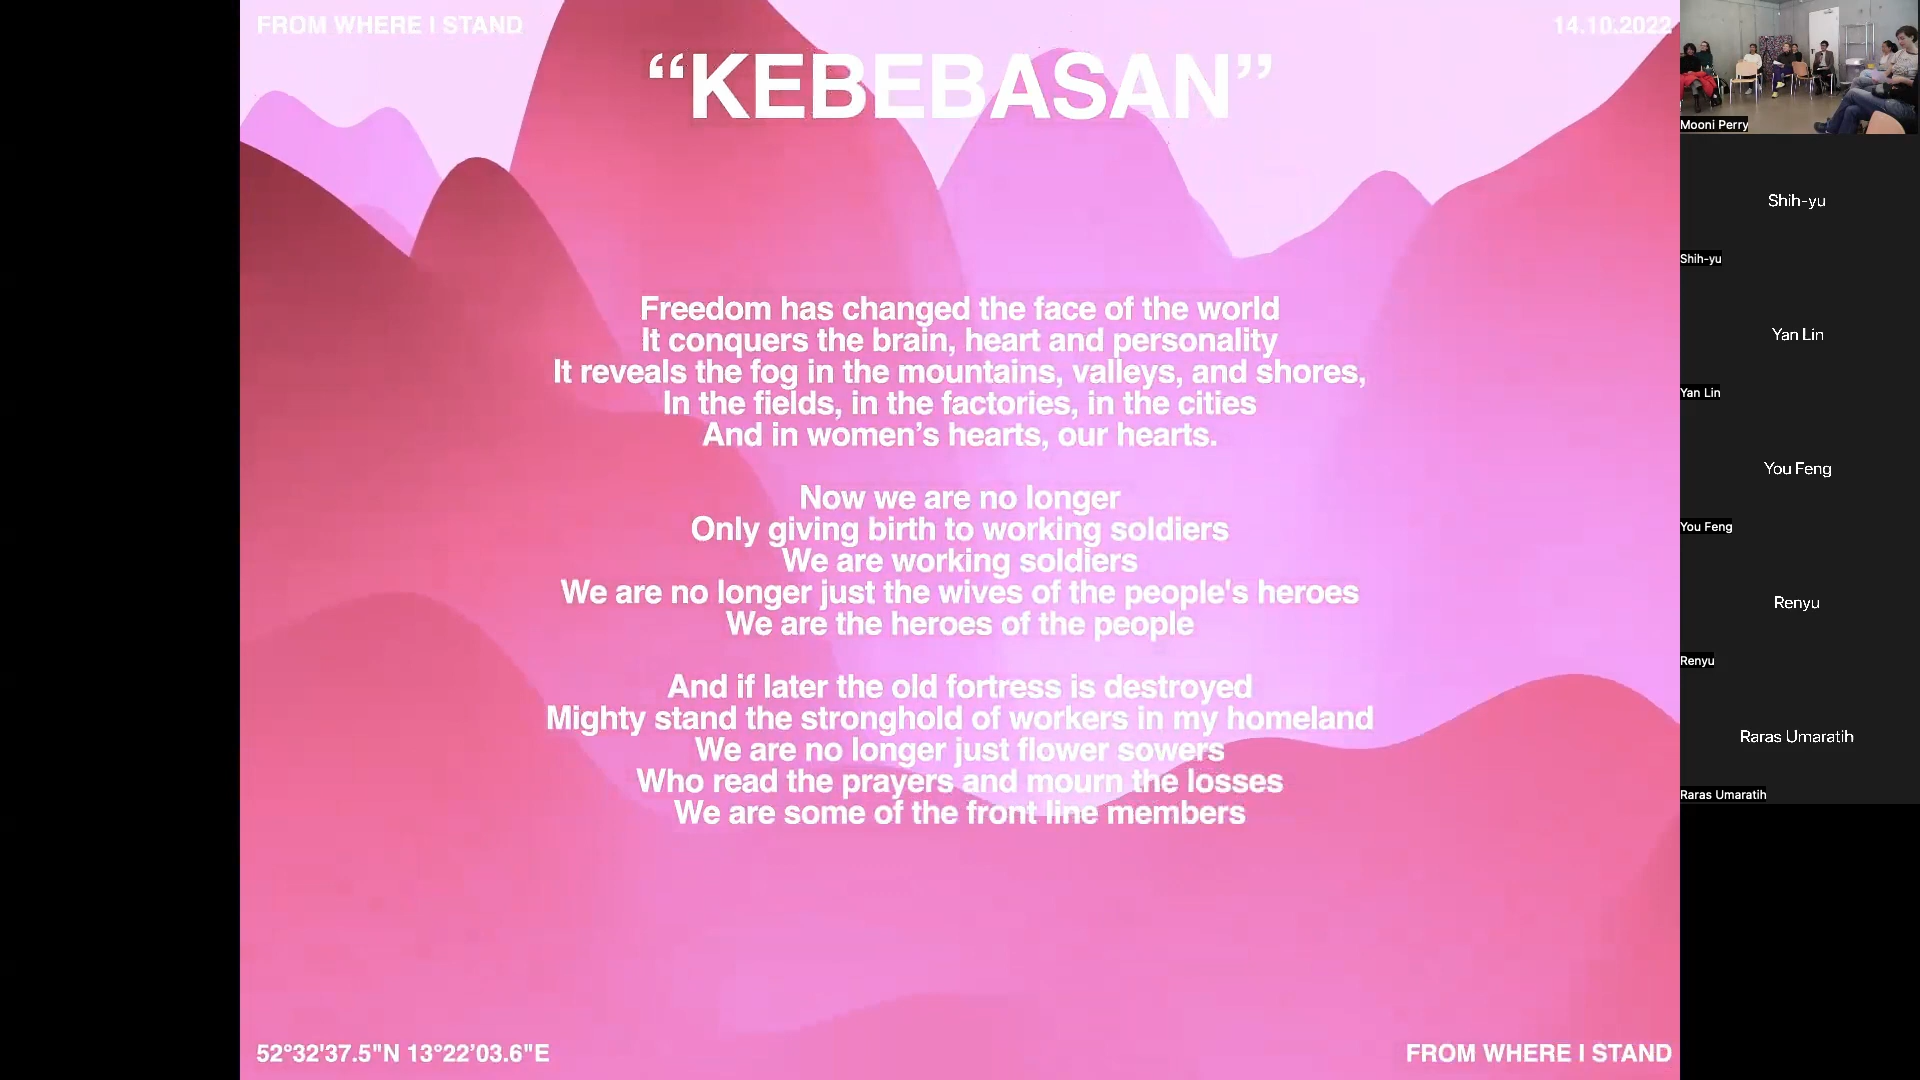 FROM WHERE I STAND
14.10.2022
“KEBEBASAN”
Freedom has changed the face of the world
It conquers the brain, heart and personality
It reveals the fog in the mountains, valleys, and shores,
In the fields, in the factories, in the cities
And in women’s hearts, our hearts.
Now we are no longer
Only giving birth to working soldiers
We are working soldiers
We are no longer just the wives of the people's heroes
We are the heroes of the people
And if later the old fortress is destroyed
Mighty stand the stronghold of workers in my homeland
We are no longer just flower sowers
Who read the prayers and mourn the losses
We are some of the front line members
52°32'37.5"N 13°22’03.6"E
FROM WHERE I STAND
Mooni Perry
Shih-yu
Shih-yu
Yan Lin
Yan Lin
You Feng
You Feng
Renyu
Renyu
Raras Umaratih
Raras Umaratih